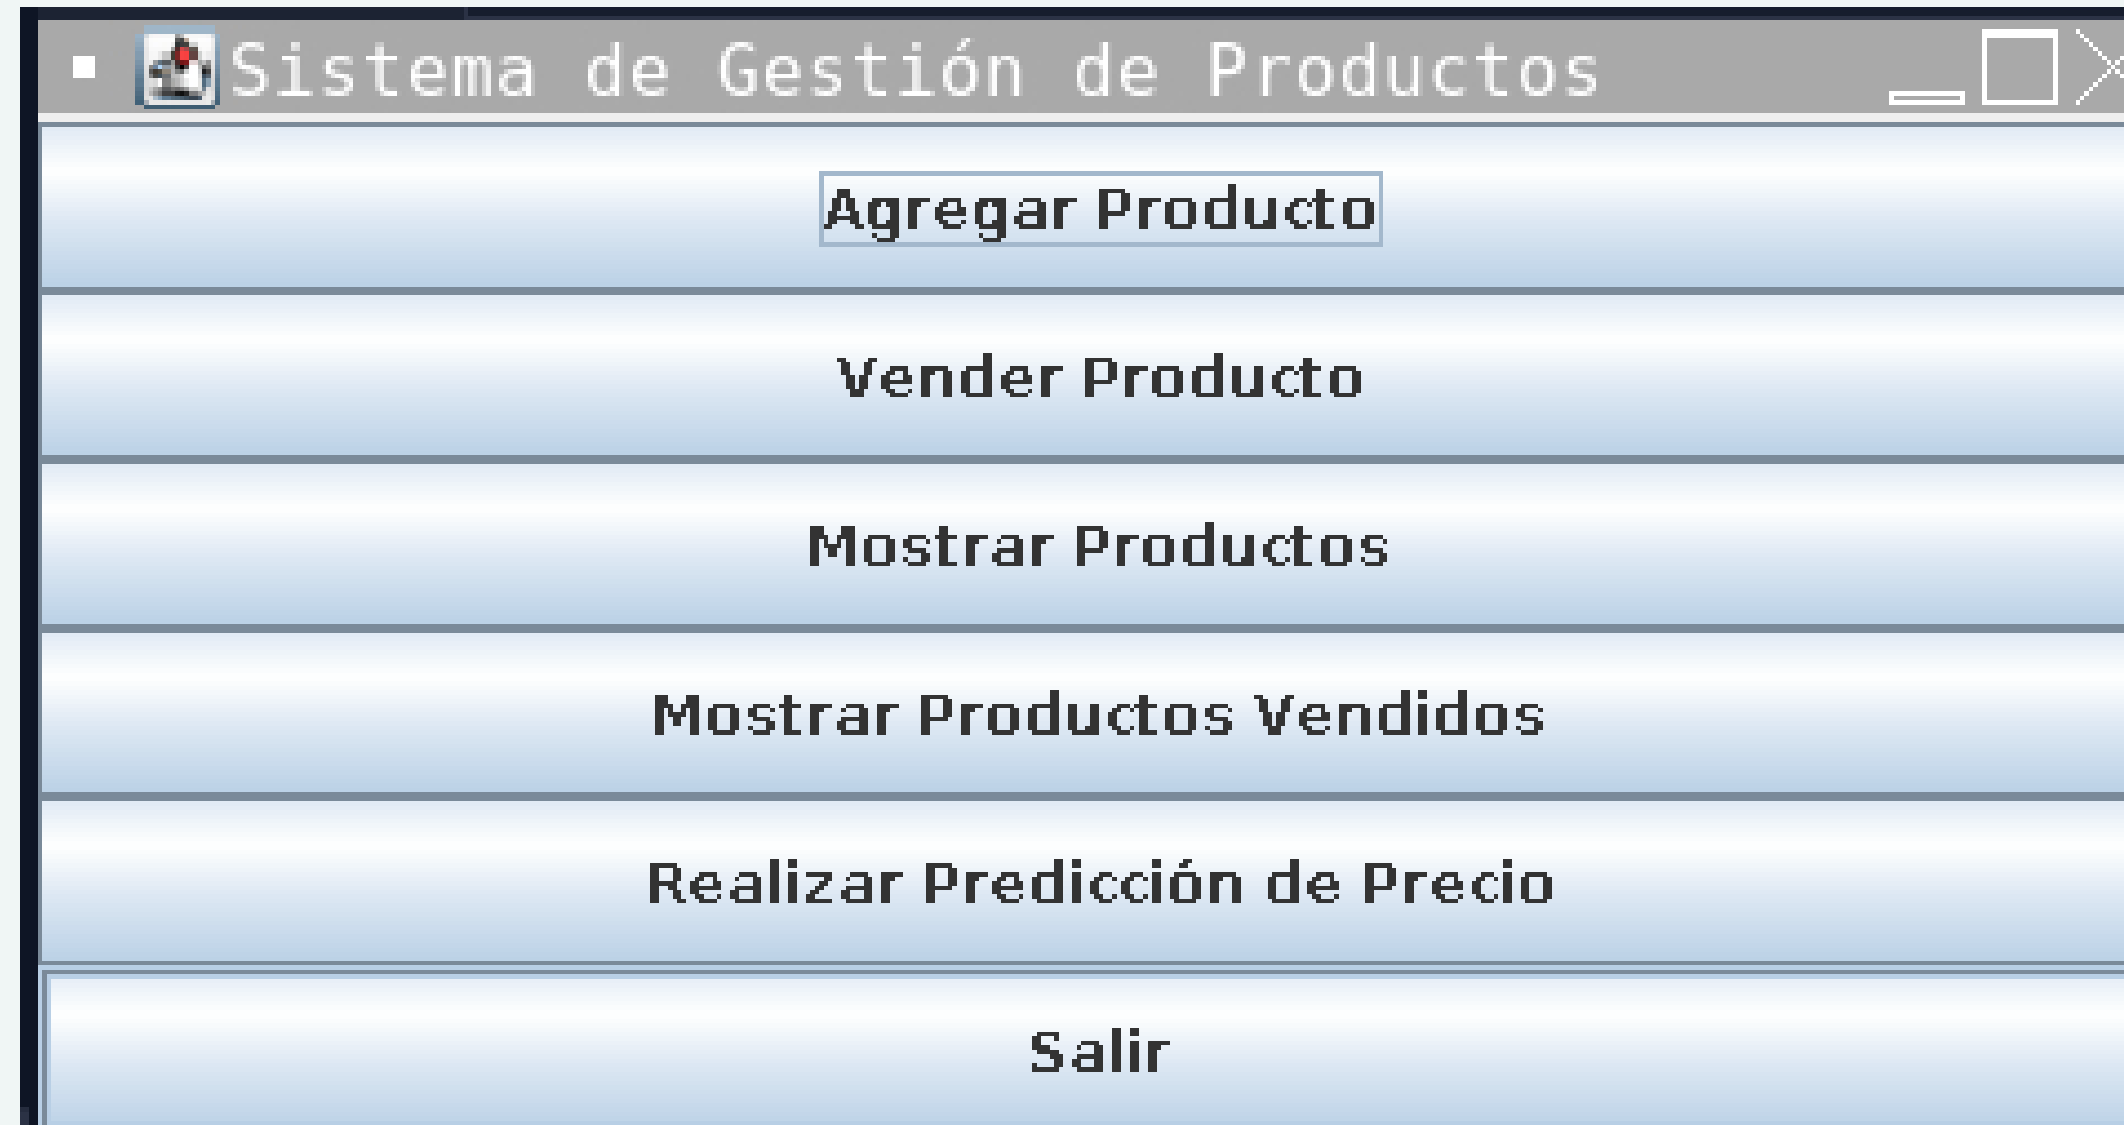 Sistema de Gestión de Productos
Agregar Producto
Vender Producto
Mostrar Productos
Mostrar Productos Vendidos
Realizar Predicción de Precio
Salir